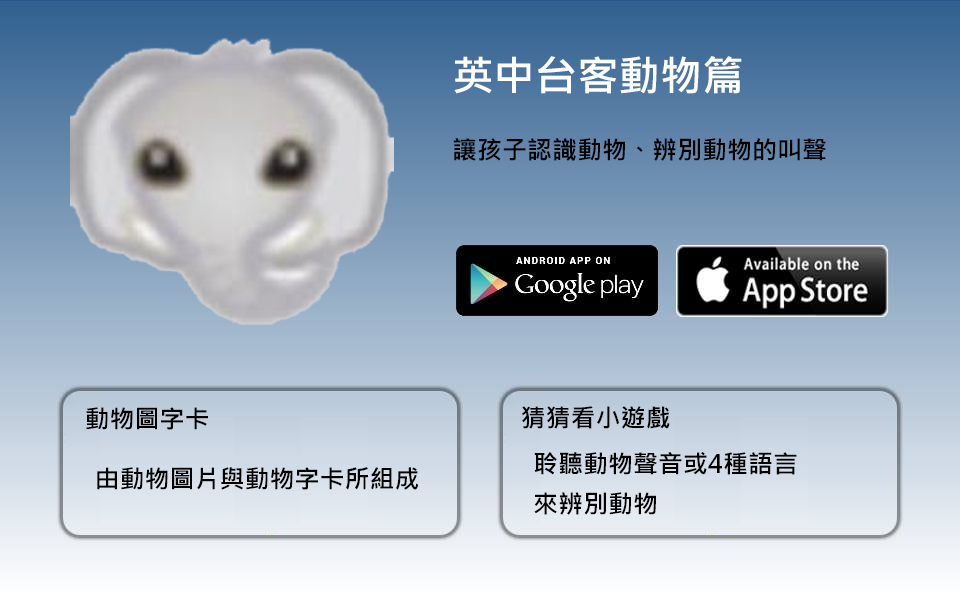 英中台客動物篇
讓孩子認識動物、辨別動物的叫聲
ANDROID APP ON
Google play
Available on the
App Store
動物圖字卡
由動物圖片與動物字卡所組成
猜猜看小遊戲
聆聽動物聲音或4種語言
來辨別動物